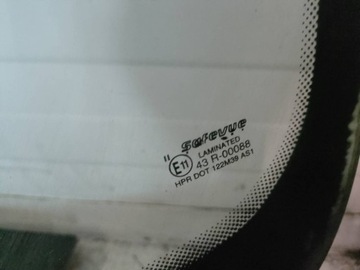 Safevue
LAMINATED
E11 43 R-00088
HPR DOT 122M39 AS1